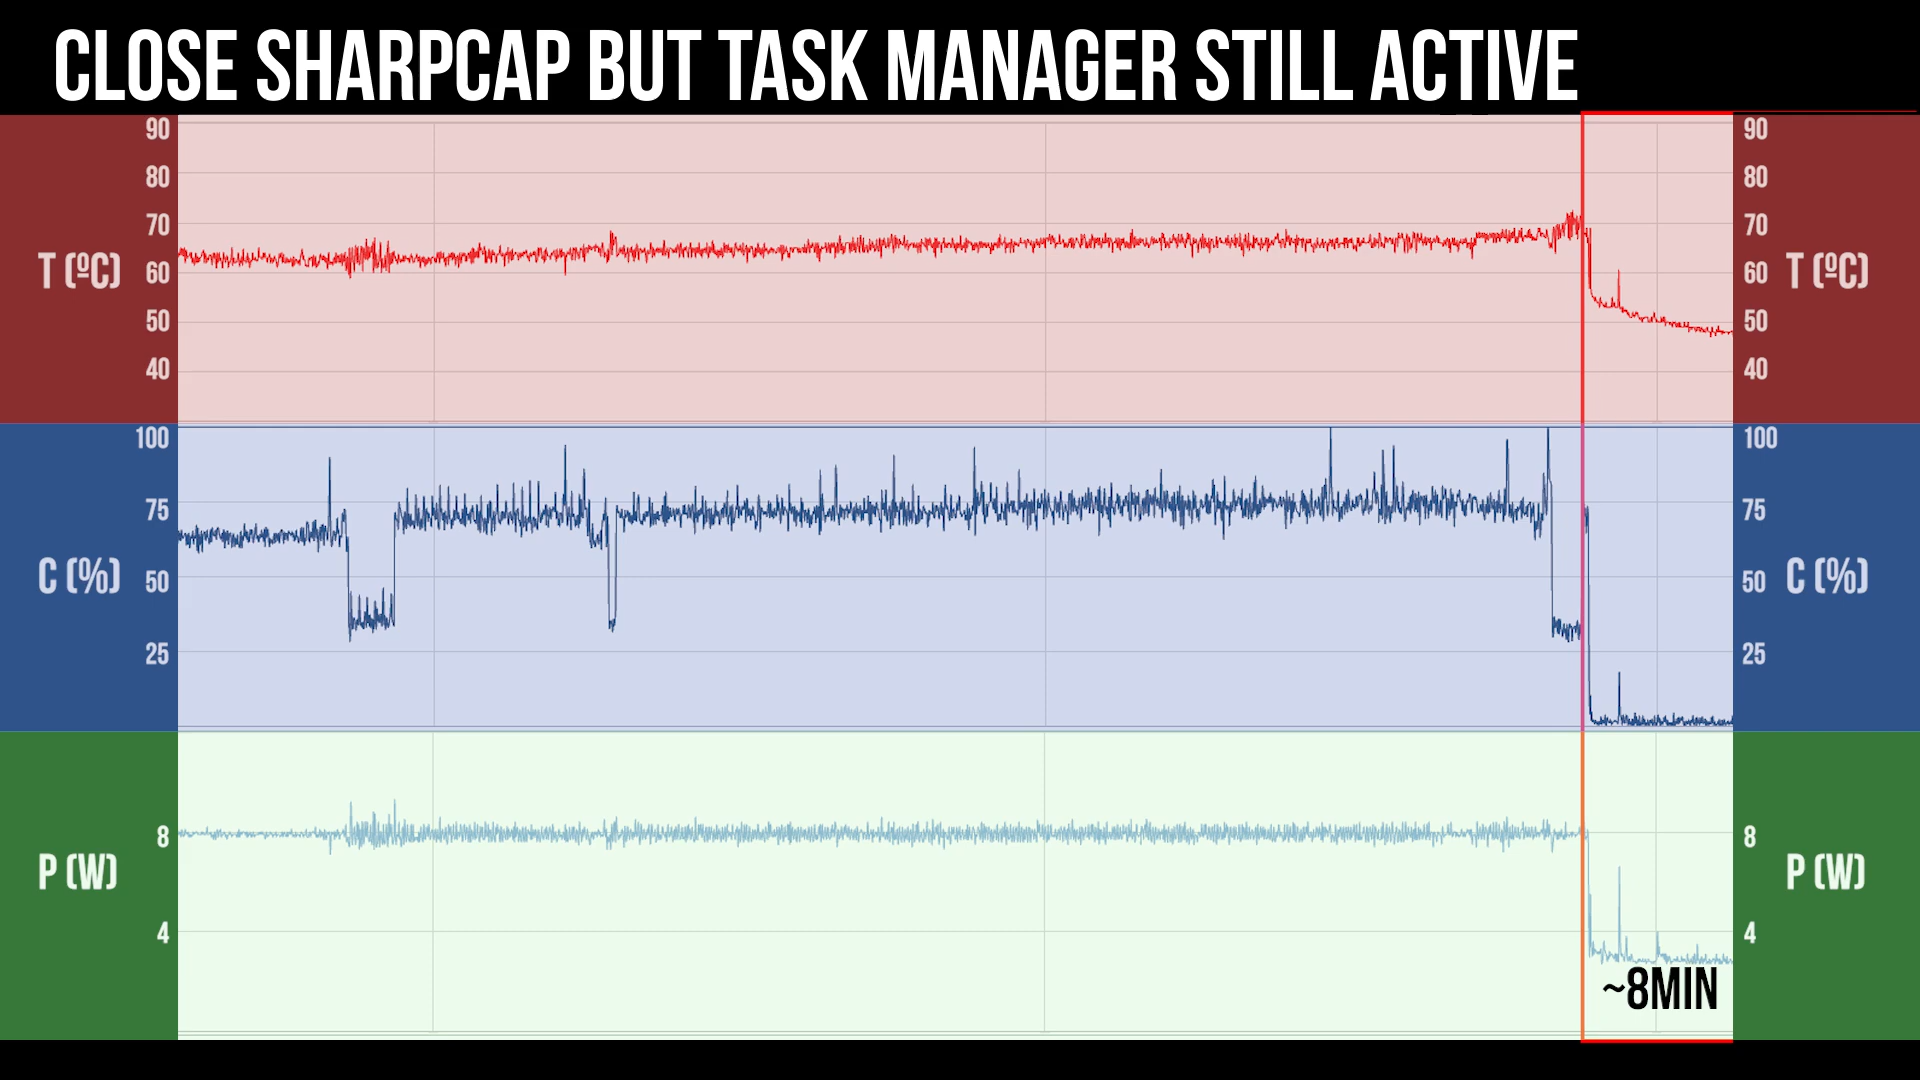 CLOSE SHARPCAP BUT TASK MANAGER STILL ACTIVE
90
80
70
T (ºC) 60
50
40
90
80
70
60 T (ºC)
50
40
100
75
C (%) 50
25
100
75
50 C (%)
25
8
P (W)
4
8
P (W)
4
~8MIN